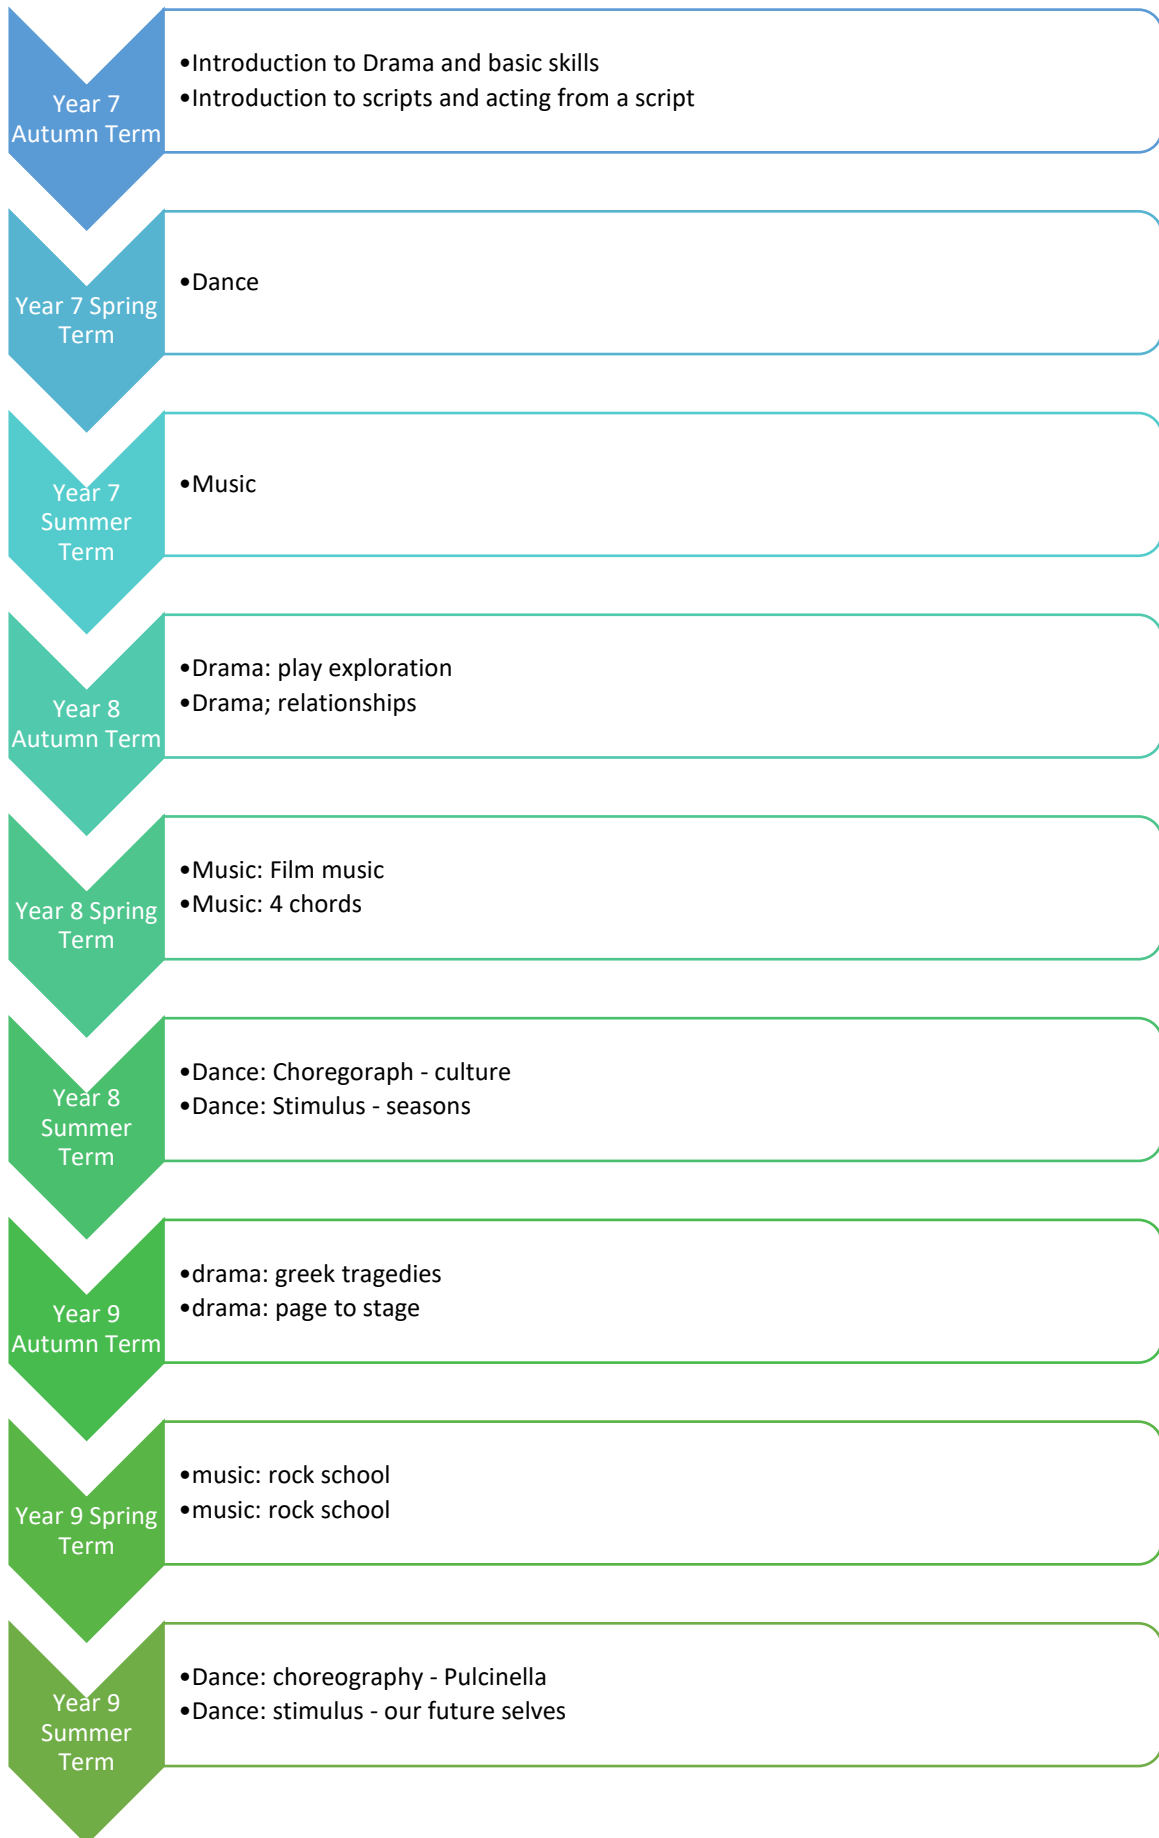 Year 7
Autumn Term
•Introduction to Drama and basic skills
•Introduction to scripts and acting from a script
Year 7 Spring
Term
•Dance
Year 7
Summer
Term
•Music
Year 8
Autumn Term
•Drama: play exploration
•Drama; relationships
Year 8 Spring
Term
•Music: Film music
•Music: 4 chords
Year 8
Summer
Term
•Dance: Choregoraph - culture
•Dance: Stimulus - seasons
Year 9
Autumn Term
•drama: greek tragedies
•drama: page to stage
Year 9 Spring
Term
•music: rock school
•music: rock school
Year 9
Summer
Term
•Dance: choreography - Pulcinella
•Dance: stimulus - our future selves